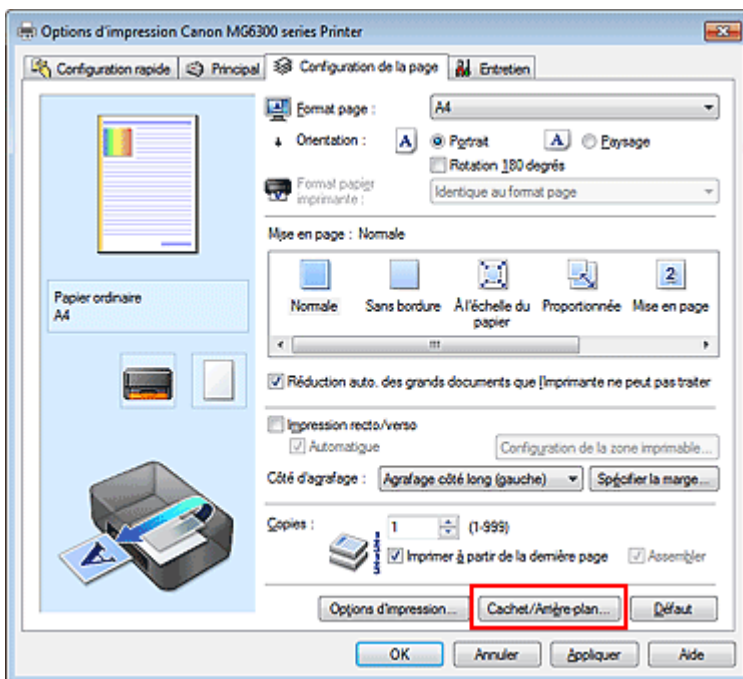 Options d'impression Canon MG6300 series Printer
Configuration rapide Principal Configuration de la page Entretien
Format page : A4
Orientation : A Portrait A Paysage
Rotation 180 degrés
Format papier imprimante : Identique au format page
Mise en page : Normale
Normale Sans bordure À l'échelle du papier Proportionnée Mise en page
Papier ordinaire
A4
Réduction auto. des grands documents que l'imprimante ne peut pas traiter
Impression recto/verso
Automatique Configuration de la zone imprimable...
Côté d'agrafage : Agrafage côté long (gauche) Spécifier la marge...
Copies : 1 (1-999)
Imprimer à partir de la dernière page Assembler
Options d'impression... Cachet/Arrière-plan... Défaut
OK Annuler Appliquer Aide